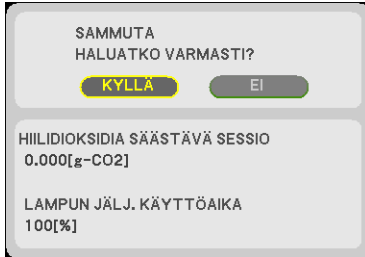 SAMMUTA
HALUATKO VARMASTI?
KYLLÄ EI
HIILIDIOKSIDIA SÄÄSTÄVÄ SESSIO
0.000[g-CO2]
LAMPUN JÄLJ. KÄYTTÖAIKA
100[%]